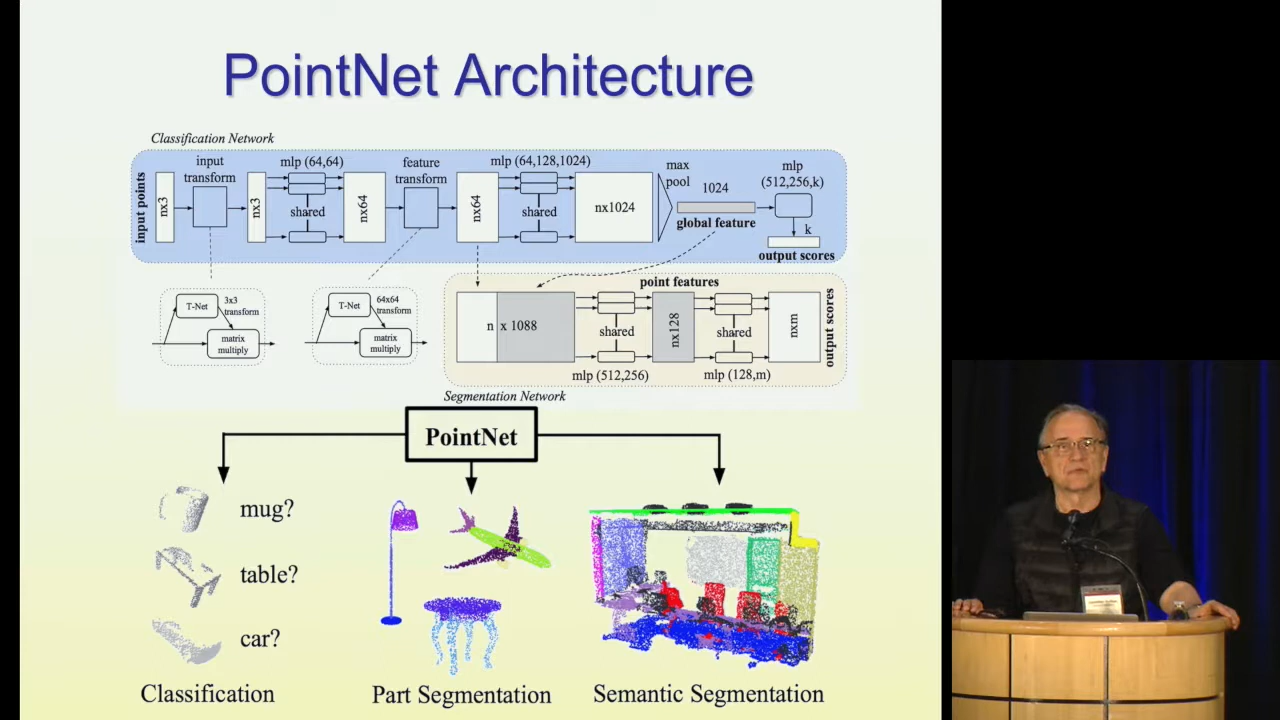 PointNet Architecture
Classification Network
input points
nx3
input
transform
nx3
mlp (64,64)
shared
nx64
feature
transform
nx64
mlp (64,128,1024)
shared
nx1024
max
pool
1024
global feature
mlp
(512,256,k)
k
output scores
T-Net
3x3
transform
matrix
multiply
T-Net
64x64
transform
matrix
multiply
point features
n x 1088
shared
mlp (512,256)
nx128
shared
mlp (128,m)
nxm
output scores
Segmentation Network
PointNet
mug?
table?
car?
Classification
Part Segmentation
Semantic Segmentation